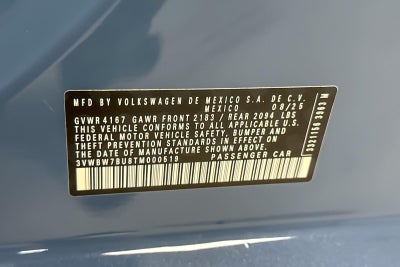 MFD BY VOLKSWAGEN DE MEXICO S.A. DE C.V.
MEXICO 08/25
GVWR 4167 GAWR FRONT 2183 / REAR 2094 LBS
THIS VEHICLE CONFORMS TO ALL APPLICABLE U.S.
FEDERAL MOTOR VEHICLE SAFETY, BUMPER AND
THEFT PREVENTION STANDARDS IN EFFECT ON
THE DATE OF MANUFACTURE SHOWN ABOVE.
3VWBW7BU8TM000519 PASSENGER CAR